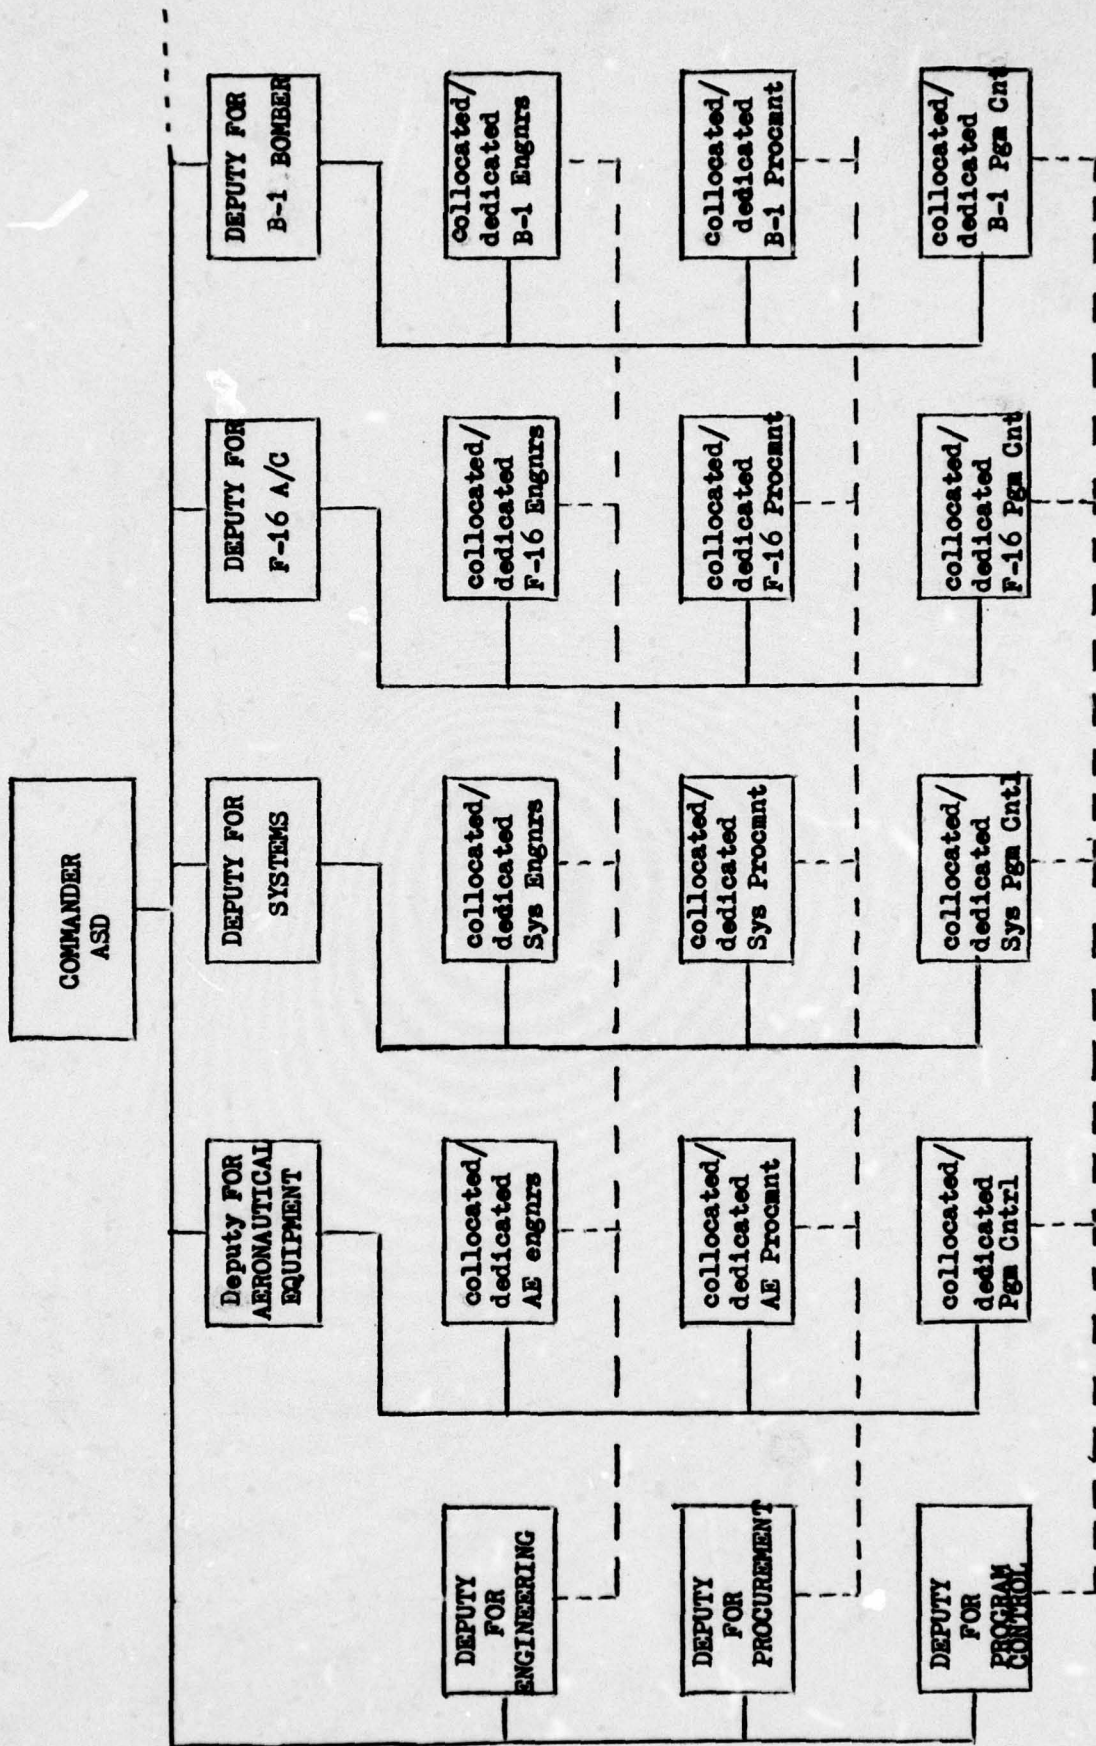 COMMANDER
ASD
Deputy FOR
AERONAUTICAL
EQUIPMENT
DEPUTY FOR
SYSTEMS
DEPUTY FOR
F-16 A/C
DEPUTY FOR
B-1 BOMBER
DEPUTY
FOR
ENGINEERING
collocated/
dedicated
AE engnrs
collocated/
dedicated
Sys Engnrs
collocated/
dedicated
F-16 Engnrs
collocated/
dedicated
B-1 Engnrs
DEPUTY
FOR
PROCUREMENT
collocated/
dedicated
AE Procmnt
collocated/
dedicated
Sys Procmnt
collocated/
dedicated
F-16 Procmnt
collocated/
dedicated
B-1 Procmnt
DEPUTY
FOR
PROGRAM
CONTROL
collocated/
dedicated
Pgm Cntrl
collocated/
dedicated
Sys Pgm Cntl
collocated/
dedicated
F-16 Pgm Cnt
collocated/
dedicated
B-1 Pgm Cnt